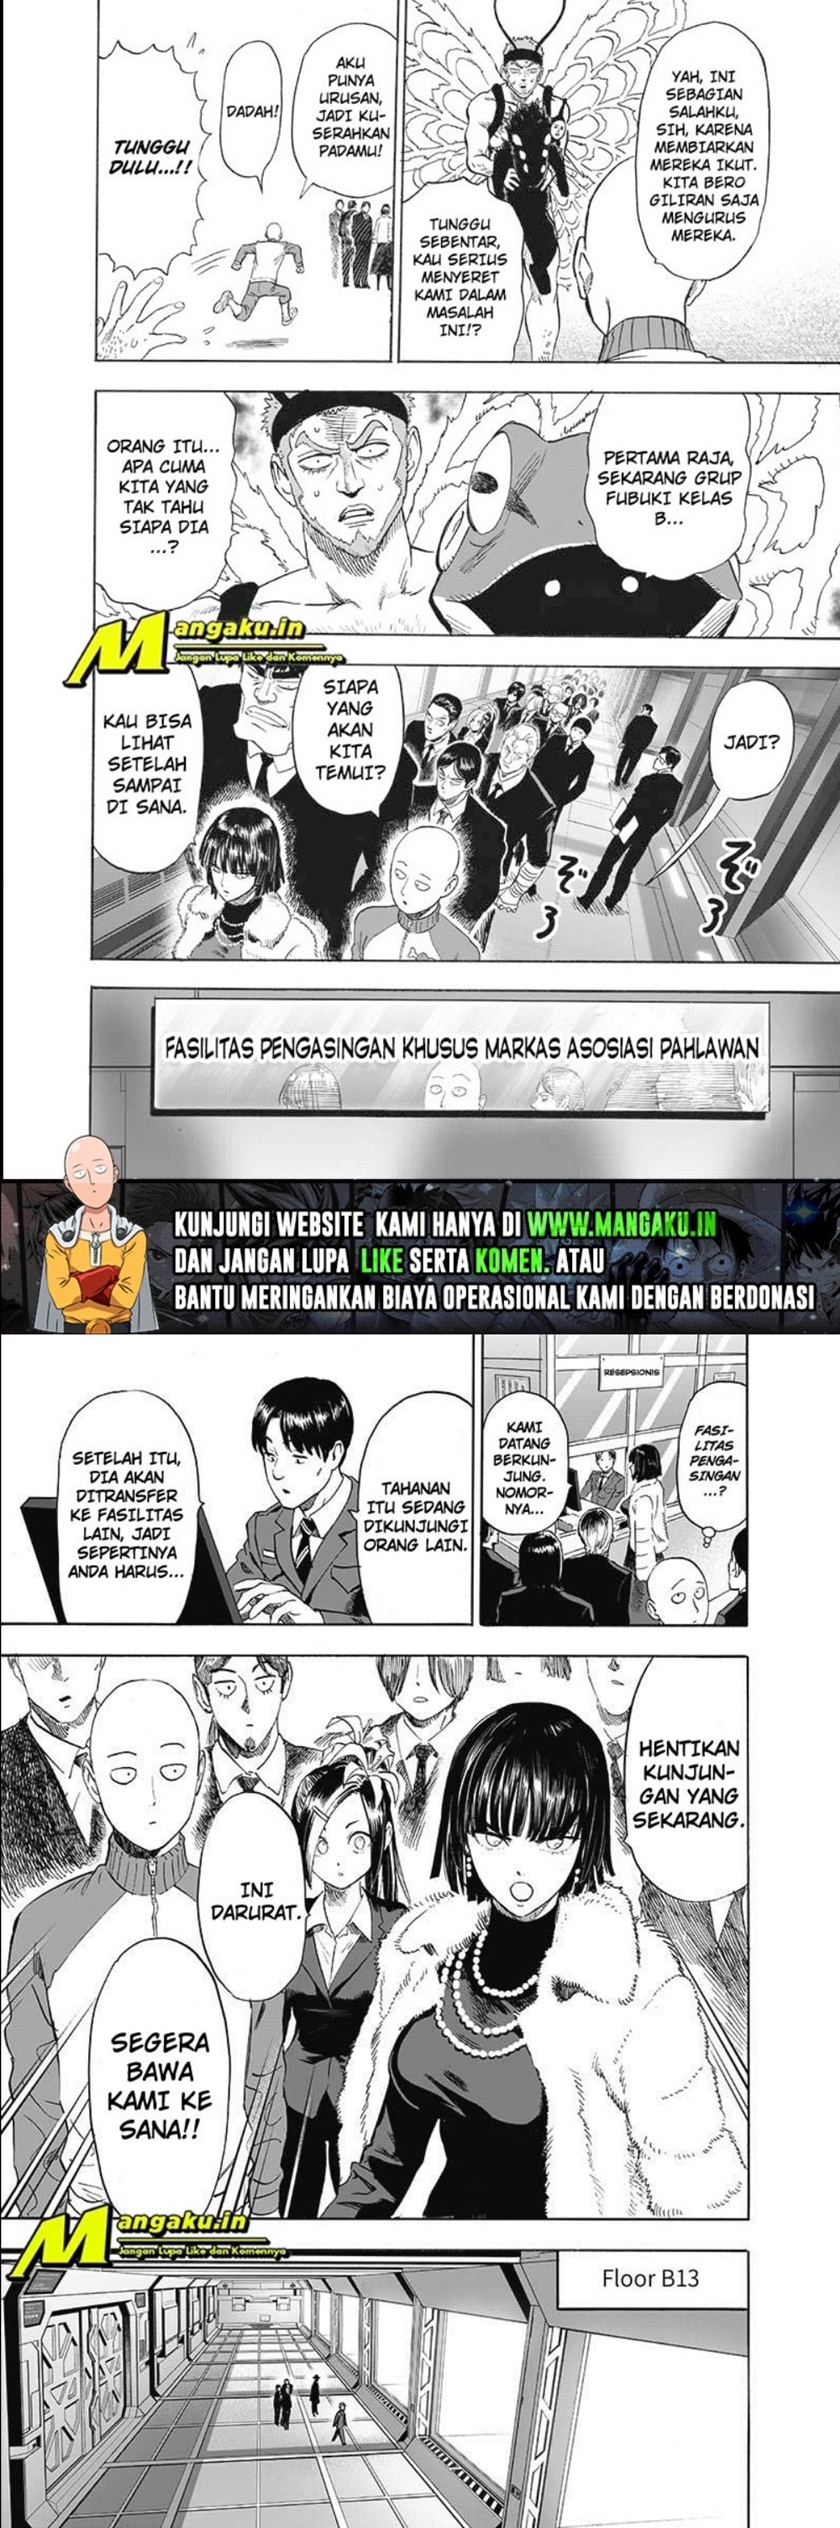 YAH, INI
SEBAGIAN
SALAHKU,
SIH, KARENA
MEMBIARKAN
MEREKA IKUT.
KITA BERO
GILIRAN SAJA
MENGURUS
MEREKA.
TUNGGU
SEBENTAR,
KAU SERIUS
MENYERET
KAMI DALAM
MASALAH
INI!?
AKU
PUNYA
URUSAN,
JADI KU-
SERAHKAN
PADAMU!
DADAH!
TUNGGU
DULU...!!
PERTAMA RAJA,
SEKARANG GRUP
FUBUKI KELAS
B...
ORANG ITU...
APA CUMA
KITA YANG
TAK TAHU
SIAPA DIA
...?
Mangaku.in
Jangan Lupa Like dan Komennya
JADI?
SIAPA
YANG
AKAN
KITA
TEMUI?
KAU BISA
LIHAT
SETELAH
SAMPAI
DI SANA.
ぞろ
ぞろ
FASILITAS PENGASINGAN KHUSUS MARKAS ASOSIASI PAHLAWAN
KUNJUNGI WEBSITE KAMI HANYA DI WWW.MANGAKU.IN
DAN JANGAN LUPA LIKE SERTA KOMEN. ATAU
BANTU MERINGANKAN BIAYA OPERASIONAL KAMI DENGAN BERDONASI
RESEPSIONIS
FASI-
LITAS
PENGA-
SINGAN
...?
KAMI
DATANG
BERKUN-
JUNG.
NOMOR-
NYA...
TAHANAN
ITU SEDANG
DIKUNJUNGI
ORANG LAIN.
SETELAH ITU,
DIA AKAN
DITRANSFER
KE FASILITAS
LAIN, JADI
SEPERTINYA
ANDA HARUS...
HENTIKAN
KUNJUN-
GAN YANG
SEKARANG.
INI
DARURAT.
SEGERA
BAWA
KAMI KE
SANA!!
Mangaku.in
Jangan Lupa Like dan Komennya
Floor B13